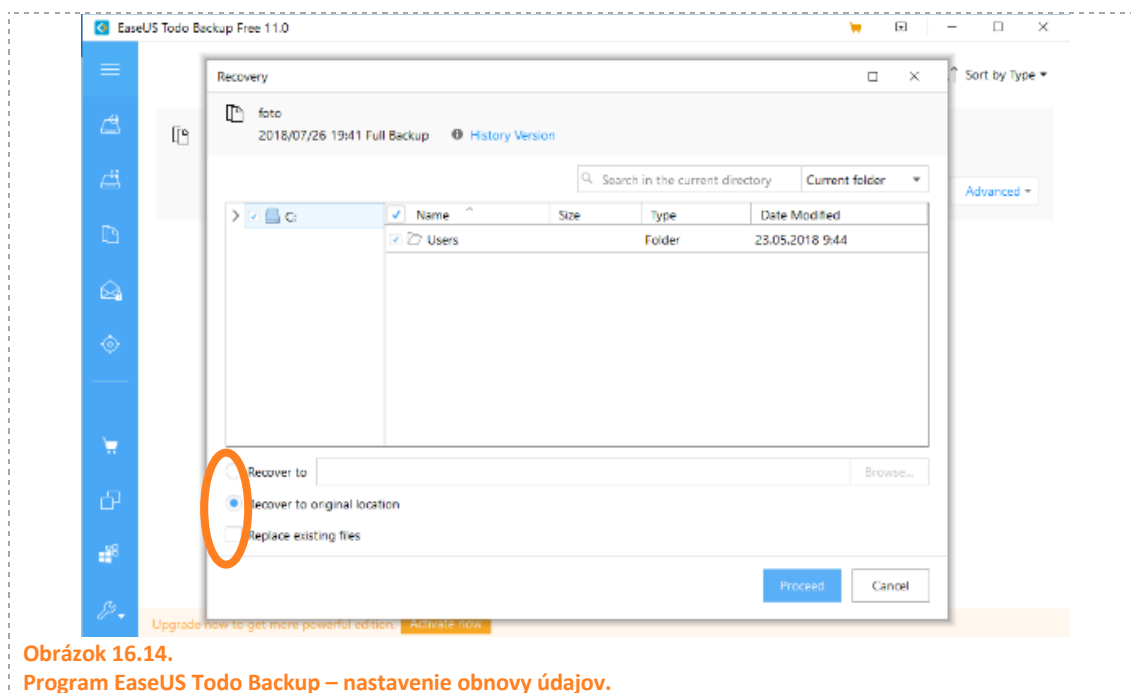 EaseUS Todo Backup Free 11.0
Recovery
Sort by Type
foto
2018/07/26 19:41 Full Backup History Version
Search in the current directory Current folder
Advanced
C: Name Size Type Date Modified
Users Folder 23.05.2018 9:44
Recover to Browse...
Recover to original location
Replace existing files
Proceed Cancel
Upgrade now to get more powerful edition. Activate now
Obrázok 16.14.
Program EaseUS Todo Backup – nastavenie obnovy údajov.